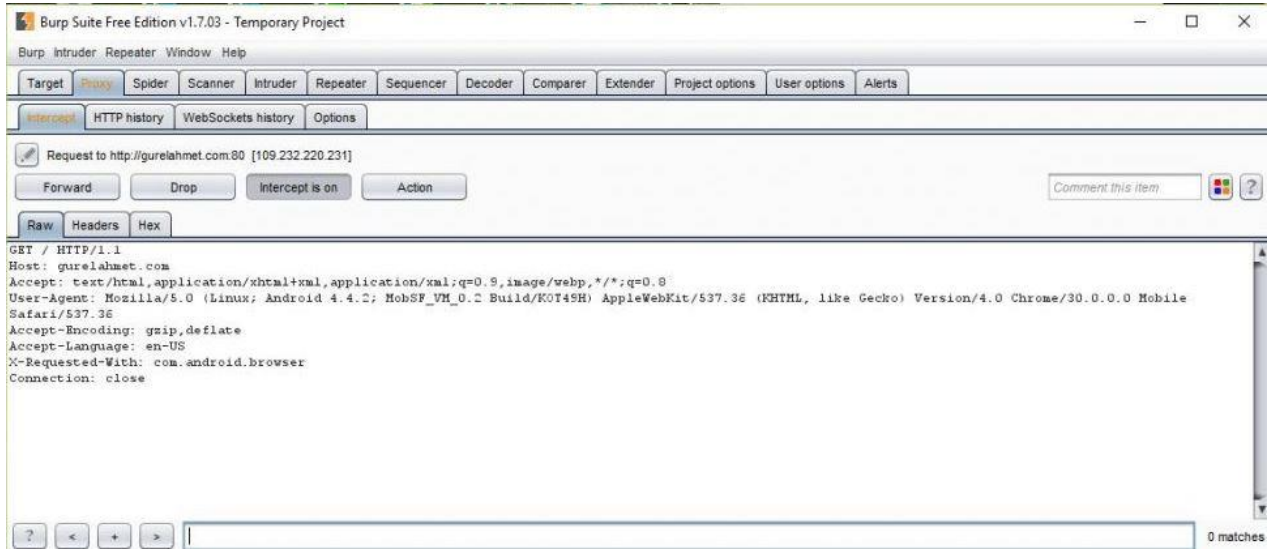 Burp Suite Free Edition v1.7.03 - Temporary Project
Burp Intruder Repeater Window Help
Target Proxy Spider Scanner Intruder Repeater Sequencer Decoder Comparer Extender Project options User options Alerts
Intercept HTTP history WebSockets history Options
Request to http://gurelahmet.com:80 [109.232.220.231]
Forward Drop Intercept is on Action Comment this item ?
Raw Headers Hex
GET / HTTP/1.1
Host: gurelahmet.com
Accept: text/html,application/xhtml+xml,application/xml;q=0.9,image/webp,*/*;q=0.8
User-Agent: Mozilla/5.0 (Linux; Android 4.4.2; MobSF_VM_0.2 Build/KOT49H) AppleWebKit/537.36 (KHTML, like Gecko) Version/4.0 Chrome/30.0.0.0 Mobile
Safari/537.36
Accept-Encoding: gzip,deflate
Accept-Language: en-US
X-Requested-With: com.android.browser
Connection: close
? < + > 0 matches